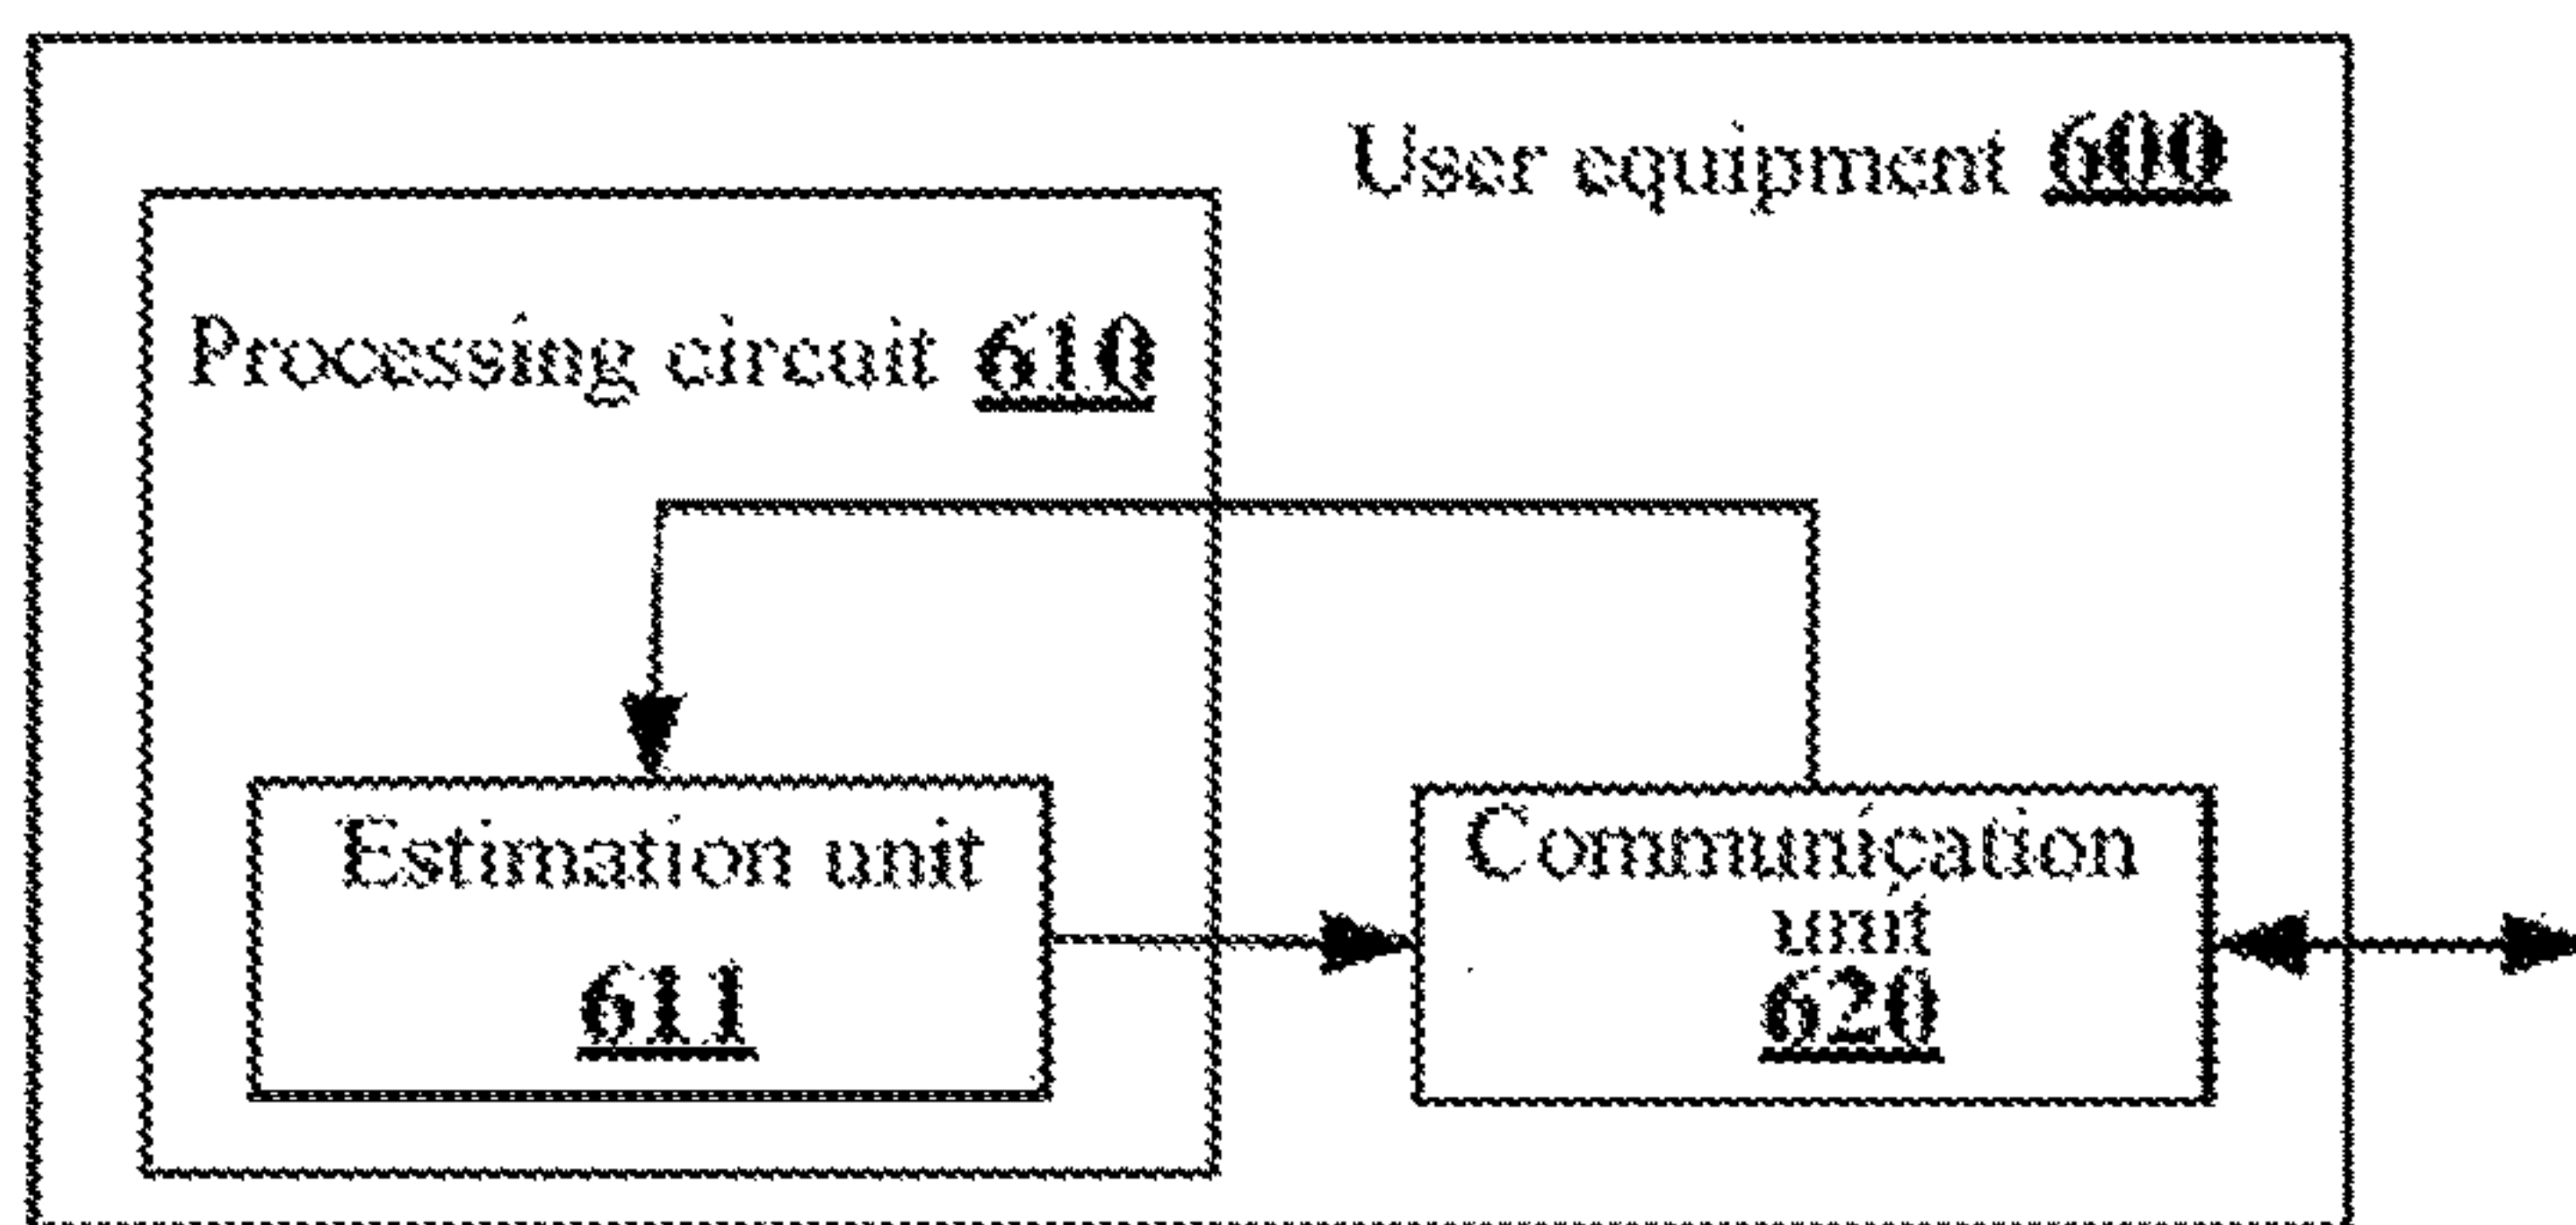 User equipment 600
Processing circuit 610
Estimation unit
611
Communication
unit
620